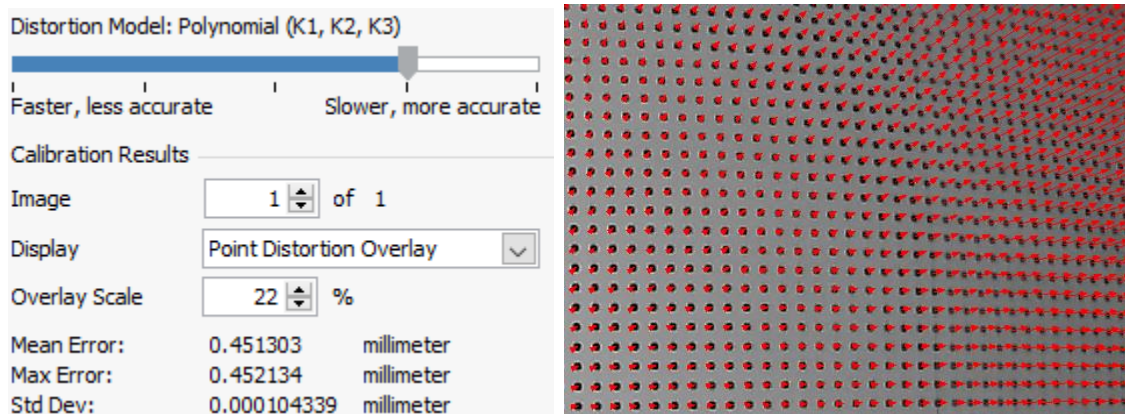 Distortion Model: Polynomial (K1, K2, K3)
Faster, less accurate Slower, more accurate
Calibration Results
Image 1 of 1
Display Point Distortion Overlay
Overlay Scale 22 %
Mean Error: 0.451303 millimeter
Max Error: 0.452134 millimeter
Std Dev: 0.000104339 millimeter